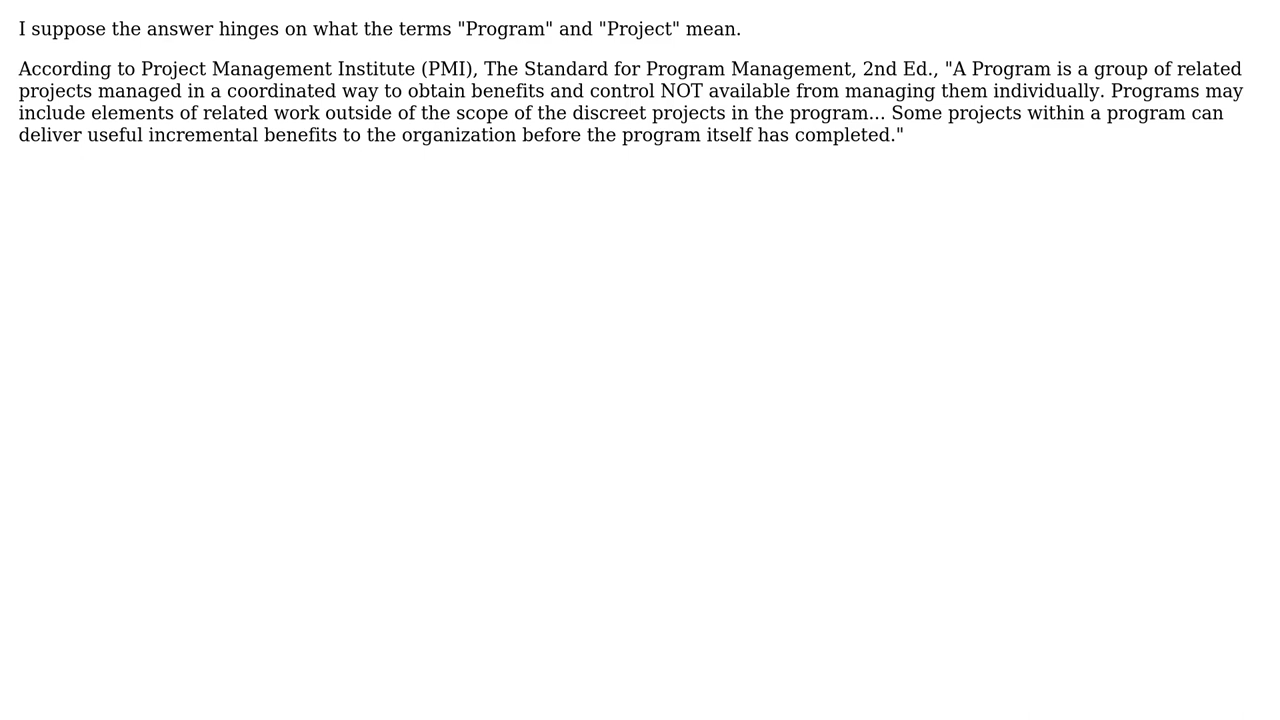 I suppose the answer hinges on what the terms "Program" and "Project" mean.
According to Project Management Institute (PMI), The Standard for Program Management, 2nd Ed., "A Program is a group of related
projects managed in a coordinated way to obtain benefits and control NOT available from managing them individually. Programs may
include elements of related work outside of the scope of the discreet projects in the program... Some projects within a program can
deliver useful incremental benefits to the organization before the program itself has completed."